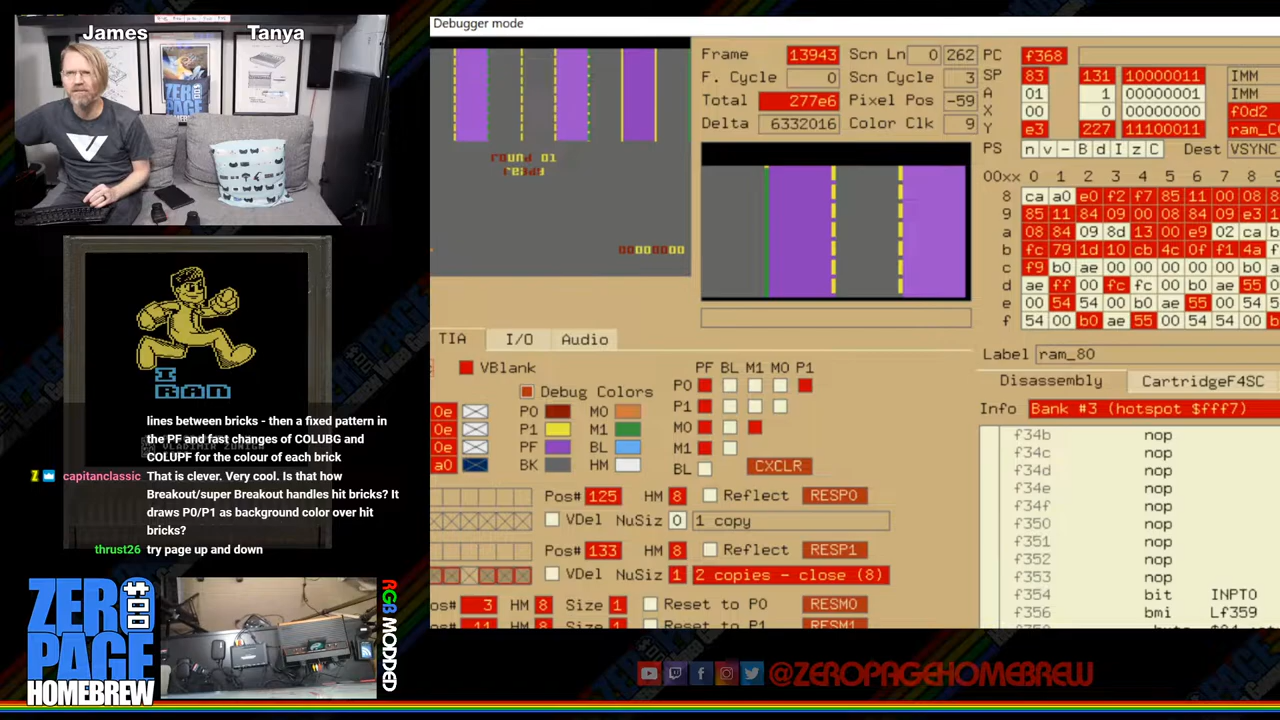 James
Tanya
ZERO
PAGE
I
RAN
lines between bricks - then a fixed pattern in
the PF and fast changes of COLUBG and
COLUPF for the colour of each brick
capitanclassic That is clever. Very cool. Is that how
Breakout/super Breakout handles hit bricks? It
draws P0/P1 as background color over hit
bricks?
thrust26 try page up and down
ZERO
PAGE
HOMEBREW
RGB MODDED
Debugger mode
round 01
ready
Frame 13943 Scn Ln 0 262
F. Cycle 0 Scn Cycle 3
Total 277e6 Pixel Pos -59
Delta 6332016 Color Clk 9
PC f368
SP 83 131 10000011 IMM
A 01 1 00000001 IMM
X 00 0 00000000 f0d2
Y e3 227 11100011
PS n v - B d I z C Dest VSYNC
00xx 0 1 2 3 4 5 6 7 8 9
8 ca a0 e0 f2 f7 85 11 00 08 8
9 85 11 84 09 00 08 84 09 e3
a 08 84 09 8d 13 00 e9 02 ca b
b fc 79 1d 10 cb 4c 0f f1 4a
c f9 b0 ae 00 00 00 00 b0 a
d ae ff 00 fc fc 00 b0 ae 55 0
e 00 54 54 00 b0 ae 55 00 54
f 54 00 b0 ae 55 00 54 54 00
Label ram_80
Disassembly CartridgeF4SC
Info Bank #3 (hotspot $fff7)
f34b nop
f34c nop
f34d nop
f34e nop
f34f nop
f350 nop
f351 nop
f352 nop
f353 nop
f354 bit INPT0
f356 bmi Lf359
TIA I/O Audio
VBlank
Debug Colors
0e P0 M0
0e P1 M1
0e PF BL
a0 BK HM
PF BL M1 M0 P1
P0
P1
M0
M1
BL CXCLR
Pos# 125 HM 8 Reflect RESP0
VDel NuSiz 0 1 copy
Pos# 133 HM 8 Reflect RESP1
VDel NuSiz 1 2 copies - close (8)
os# 3 HM 8 Size 1 Reset to P0 RESM0
os# 11 HM 8 Size 1 Reset to P1 RESM1
@ZEROPAGEHOMEBREW